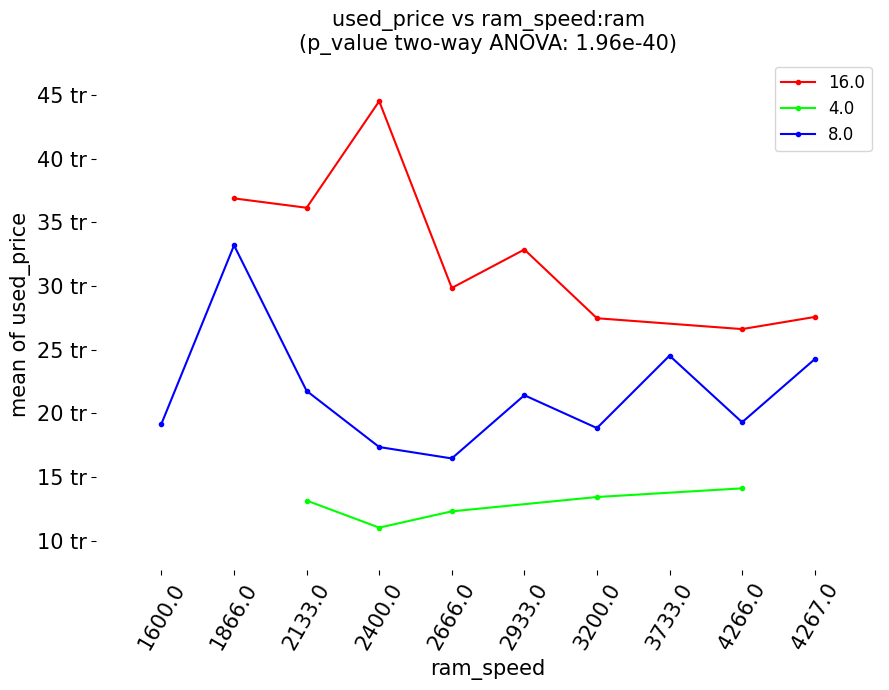 used_price vs ram_speed:ram
(p_value two-way ANOVA: 1.96e-40)
16.0
4.0
8.0
45 tr
40 tr
35 tr
30 tr
25 tr
20 tr
15 tr
10 tr
mean of used_price
1600.0
1866.0
2133.0
2400.0
2666.0
2933.0
3200.0
3733.0
4266.0
4267.0
ram_speed